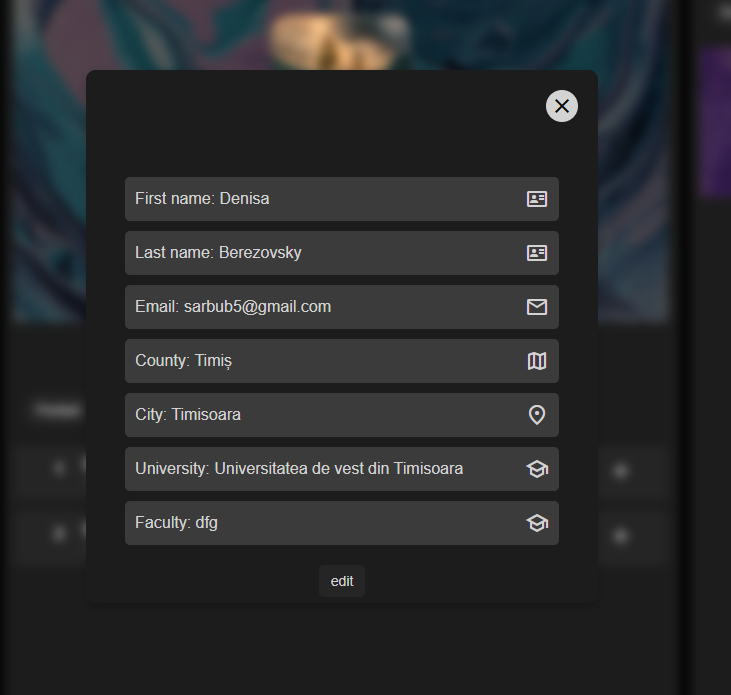 First name: Denisa
Last name: Berezovsky
Email: sarbub5@gmail.com
County: Timiș
City: Timisoara
University: Universitatea de vest din Timisoara
Faculty: dfg
edit